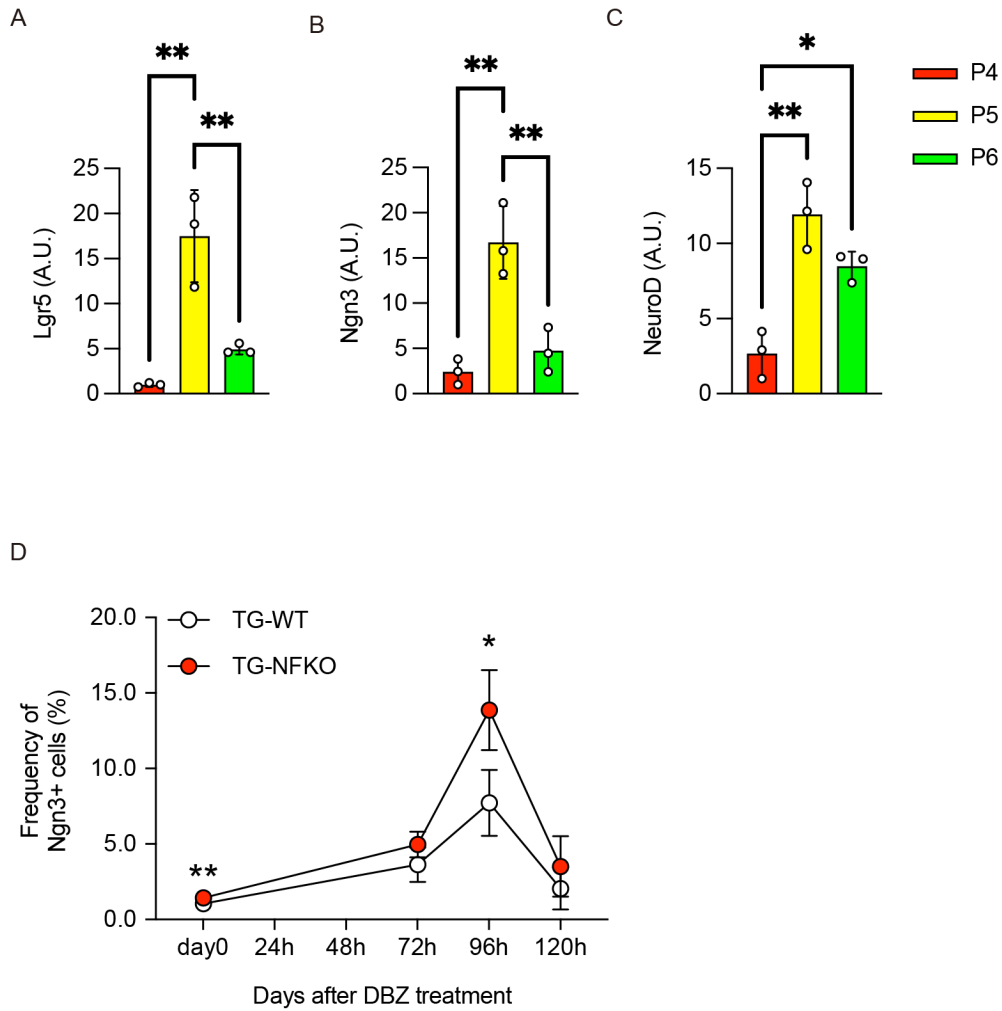 A
B
C
**
**
**
**
*
**
P4
P5
P6
25
20
15
10
5
0
Lgr5 (A.U.)
25
20
15
10
5
0
Ngn3 (A.U.)
15
10
5
0
NeuroD (A.U.)
D
20.0
15.0
10.0
5.0
0.0
Frequency of
Ngn3+ cells (%)
TG-WT
TG-NFKO
*
**
day0 24h 48h 72h 96h 120h
Days after DBZ treatment